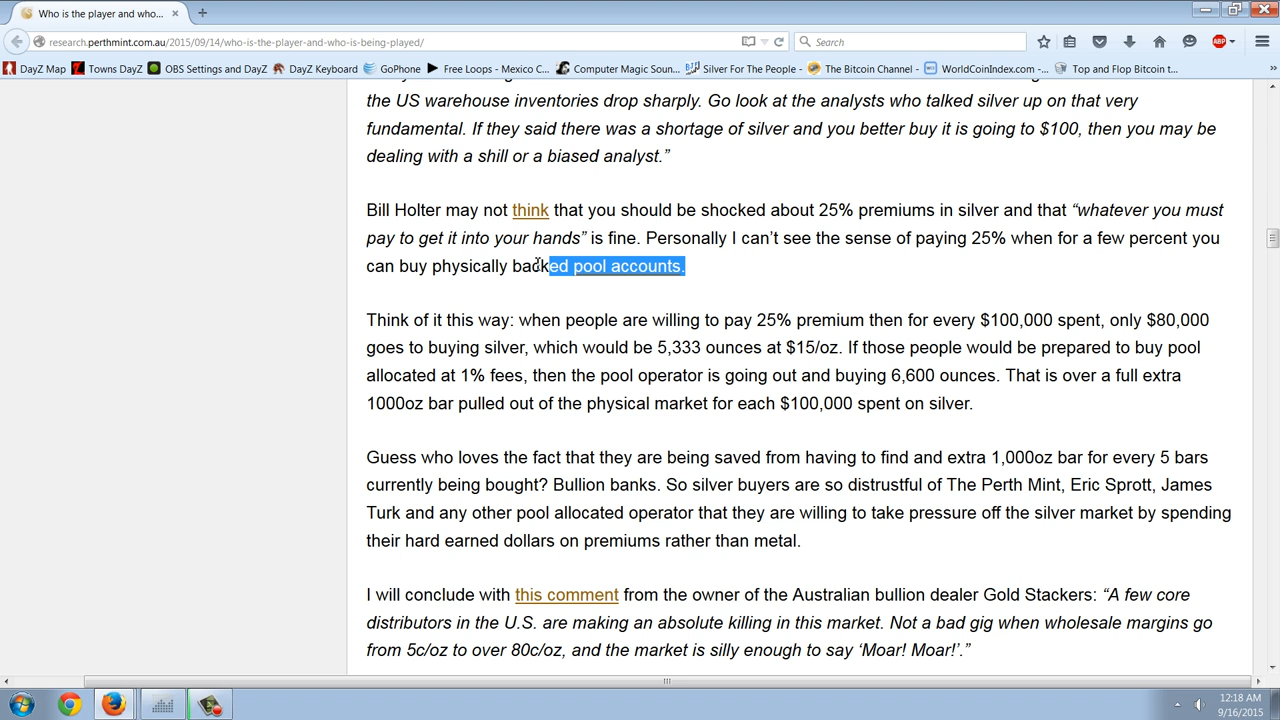 Who is the player and who...
research.perthmint.com.au/2015/09/14/who-is-the-player-and-who-is-being-played/
Search
ABP
DayZ Map
Towns DayZ
OBS Settings and DayZ
DayZ Keyboard
GoPhone
Free Loops - Mexico C...
Computer Magic Soun...
Silver For The People - ...
The Bitcoin Channel - ...
WorldCoinIndex.com -...
Top and Flop Bitcoin t...
the US warehouse inventories drop sharply. Go look at the analysts who talked silver up on that very
fundamental. If they said there was a shortage of silver and you better buy it is going to $100, then you may be
dealing with a shill or a biased analyst.”
Bill Holter may not think that you should be shocked about 25% premiums in silver and that “whatever you must
pay to get it into your hands” is fine. Personally I can’t see the sense of paying 25% when for a few percent you
can buy physically backed pool accounts.
Think of it this way: when people are willing to pay 25% premium then for every $100,000 spent, only $80,000
goes to buying silver, which would be 5,333 ounces at $15/oz. If those people would be prepared to buy pool
allocated at 1% fees, then the pool operator is going out and buying 6,600 ounces. That is over a full extra
1000oz bar pulled out of the physical market for each $100,000 spent on silver.
Guess who loves the fact that they are being saved from having to find and extra 1,000oz bar for every 5 bars
currently being bought? Bullion banks. So silver buyers are so distrustful of The Perth Mint, Eric Sprott, James
Turk and any other pool allocated operator that they are willing to take pressure off the silver market by spending
their hard earned dollars on premiums rather than metal.
I will conclude with this comment from the owner of the Australian bullion dealer Gold Stackers: “A few core
distributors in the U.S. are making an absolute killing in this market. Not a bad gig when wholesale margins go
from 5c/oz to over 80c/oz, and the market is silly enough to say ‘Moar! Moar!’.”
12:18 AM
9/16/2015